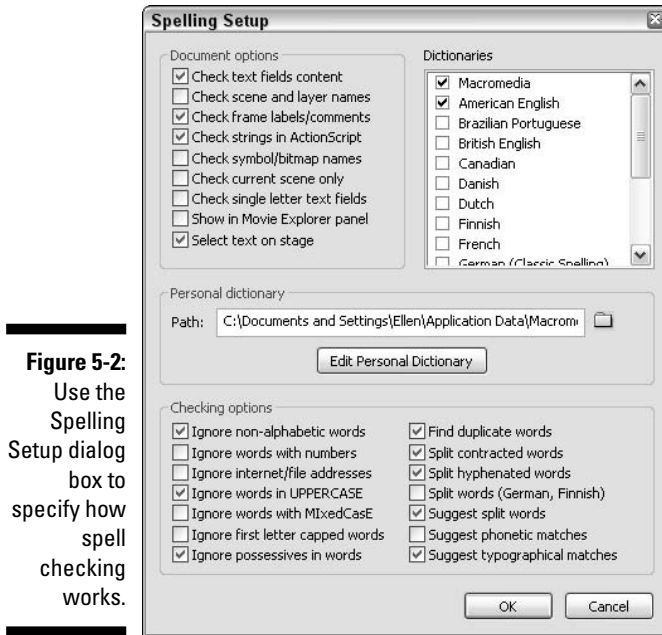 Spelling Setup
Document options
Check text fields content
Check scene and layer names
Check frame labels/comments
Check strings in ActionScript
Check symbol/bitmap names
Check current scene only
Check single letter text fields
Show in Movie Explorer panel
Select text on stage
Dictionaries
Macromedia
American English
Brazilian Portuguese
British English
Canadian
Danish
Dutch
Finnish
French
German (Classic Spelling)
Personal dictionary
Path: C:\Documents and Settings\Ellen\Application Data\Macrom
Edit Personal Dictionary
Checking options
Ignore non-alphabetic words
Ignore words with numbers
Ignore internet/file addresses
Ignore words in UPPERCASE
Ignore words with MIxedCasE
Ignore first letter capped words
Ignore possessives in words
Find duplicate words
Split contracted words
Split hyphenated words
Split words (German, Finnish)
Suggest split words
Suggest phonetic matches
Suggest typographical matches
OK Cancel
Figure 5-2:
Use the
Spelling
Setup dialog
box to
specify how
spell
checking
works.